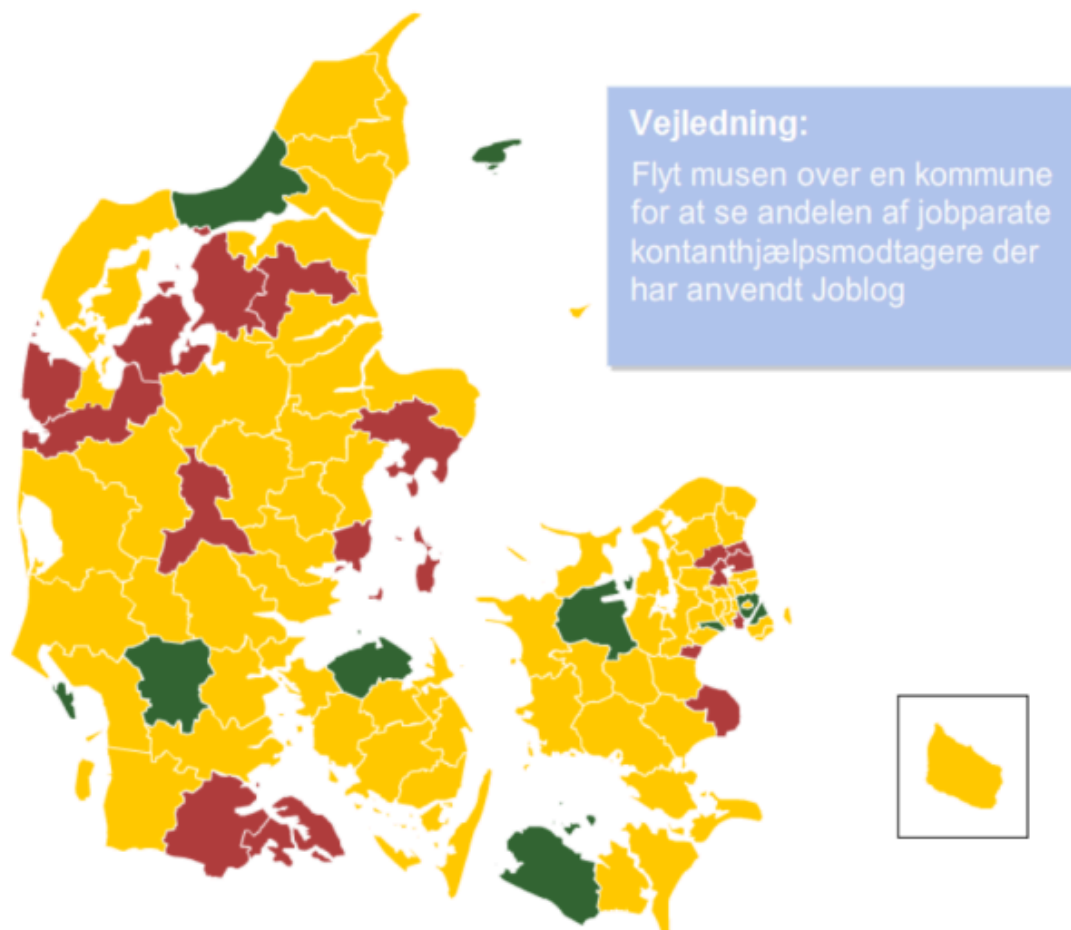 Vejledning:
Flyt musen over en kommune
for at se andelen af jobparate
kontanthjælpsmodtagere der
har anvendt Joblog